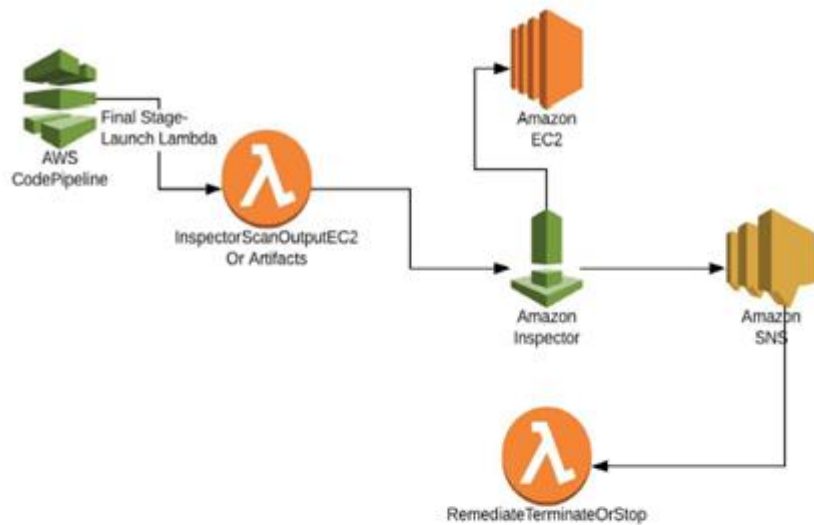 Final Stage-
Launch Lambda
AWS
CodePipeline
InspectorScanOutputEC2
Or Artifacts
Amazon
EC2
Amazon
Inspector
Amazon
SNS
RemediateTerminateOrStop